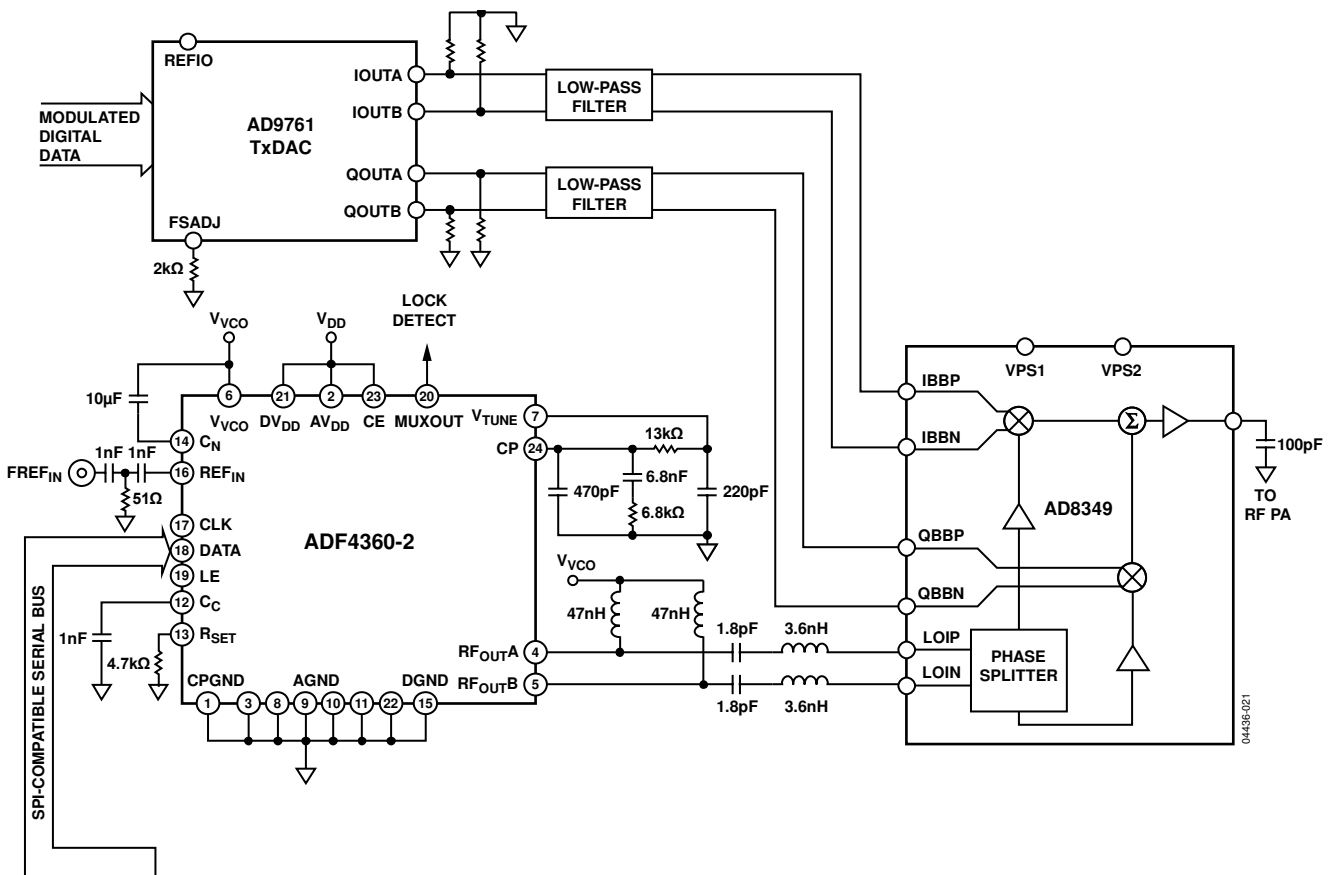 REFIO
IOUTA
IOUTB
QOUTA
QOUTB
MODULATED
DIGITAL
DATA
AD9761
TxDAC
FSADJ
2kΩ
LOW-PASS
FILTER
LOW-PASS
FILTER
LOCK
DETECT
VVCO
VDD
10µF
6
21
2
23
20
VVCO
DVDD
AVDD
CE
MUXOUT
VTUNE
7
CP
24
14
CN
1nF
1nF
FREFIN
16
REFIN
51Ω
17
CLK
18
DATA
19
LE
12
CC
1nF
13
RSET
4.7kΩ
ADF4360-2
13kΩ
470pF
6.8nF
220pF
6.8kΩ
VVCO
47nH
47nH
1.8pF
3.6nH
RFOUTA
4
RFOUTB
5
1.8pF
3.6nH
CPGND
AGND
DGND
1
3
8
9
10
11
22
15
SPI-COMPATIBLE SERIAL BUS
VPS1
VPS2
IBBP
IBBN
Σ
100pF
TO
RF PA
AD8349
QBBP
QBBN
LOIP
LOIN
PHASE
SPLITTER
04436-021